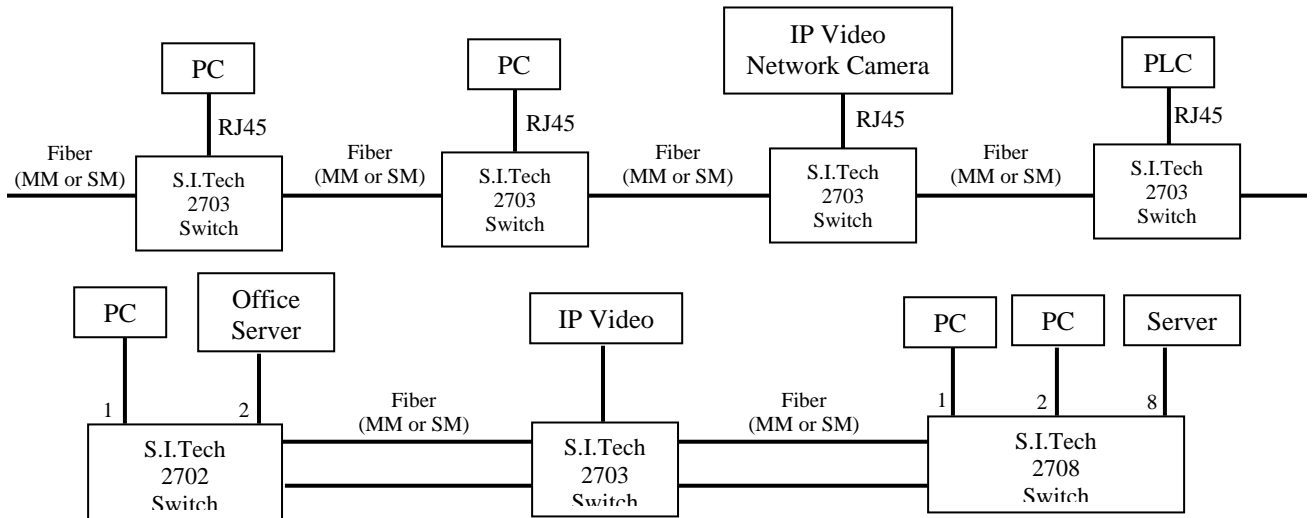 PC
PC
IP Video
Network Camera
PLC
RJ45
RJ45
RJ45
RJ45
Fiber
(MM or SM)
Fiber
(MM or SM)
Fiber
(MM or SM)
Fiber
(MM or SM)
S.I.Tech
2703
Switch
S.I.Tech
2703
Switch
S.I.Tech
2703
Switch
S.I.Tech
2703
Switch
PC
Office
Server
IP Video
PC
PC
Server
1
2
Fiber
(MM or SM)
Fiber
(MM or SM)
1
2
8
S.I.Tech
2702
Switch
S.I.Tech
2703
Switch
S.I.Tech
2708
Switch